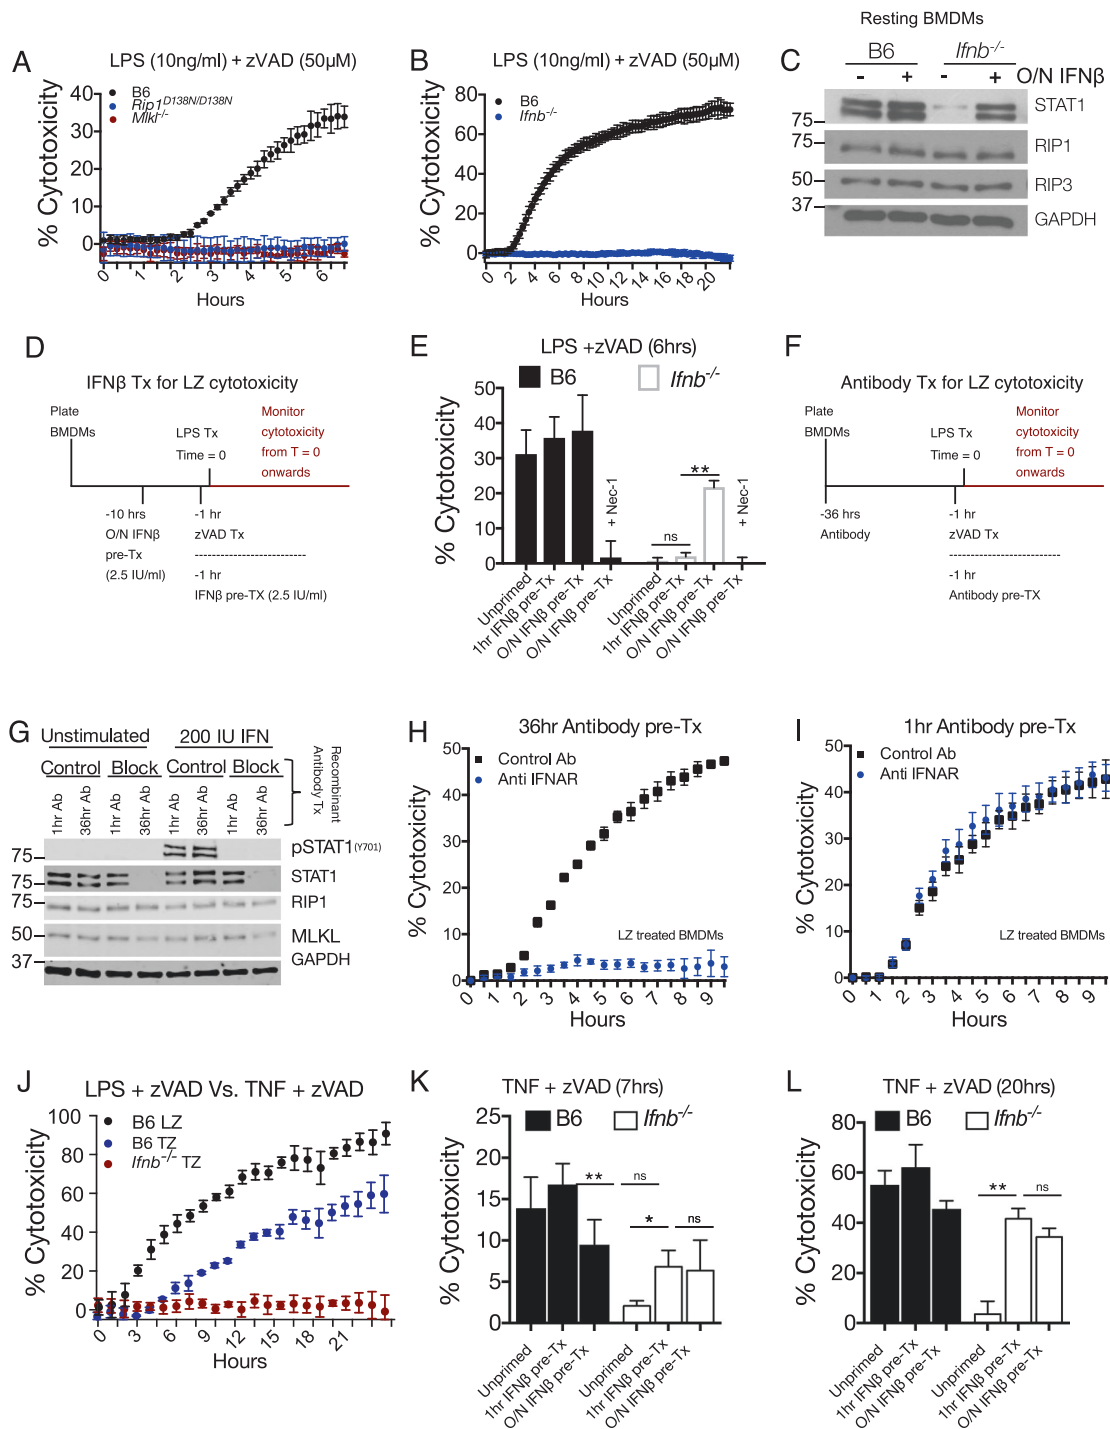 A
LPS (10ng/ml) + zVAD (50μM)
B6
Rip1D138N/D138N
Mlkl-/-
% Cytotoxicity
40
30
20
10
0
0 1 2 3 4 5 6
Hours
B
LPS (10ng/ml) + zVAD (50μM)
B6
Ifnb-/-
% Cytotoxicity
80
60
40
20
0
0 2 4 6 8 10 12 14 16 18 20
Hours
C
Resting BMDMs
B6 Ifnb-/-
- + - + O/N IFNβ
75 STAT1
75 RIP1
50 RIP3
37 GAPDH
D
IFNβ Tx for LZ cytotoxicity
Plate
BMDMs
LPS Tx
Time = 0
Monitor
cytotoxicity
from T = 0
onwards
-10 hrs
O/N IFNβ
pre-Tx
(2.5 IU/ml)
-1 hr
zVAD Tx
-1 hr
IFNβ pre-TX (2.5 IU/ml)
E
LPS +zVAD (6hrs)
B6 Ifnb-/-
% Cytotoxicity
50
40
30
20
10
0
+ Nec-1
ns
**
+ Nec-1
Unprimed
1hr IFNβ pre-Tx
O/N IFNβ pre-Tx
O/N IFNβ pre-Tx
Unprimed
1hr IFNβ pre-Tx
O/N IFNβ pre-Tx
O/N IFNβ pre-Tx
F
Antibody Tx for LZ cytotoxicity
Plate
BMDMs
LPS Tx
Time = 0
Monitor
cytotoxicity
from T = 0
onwards
-36 hrs
Antibody
-1 hr
zVAD Tx
-1 hr
Antibody pre-TX
G
Unstimulated 200 IU IFN
Control Block Control Block
1hr Ab 36hr Ab 1hr Ab 36hr Ab 1hr Ab 36hr Ab 1hr Ab 36hr Ab
Recombinant
Antibody Tx
75 pSTAT1(Y701)
75 STAT1
75 RIP1
50 MLKL
37 GAPDH
H
36hr Antibody pre-Tx
Control Ab
Anti IFNAR
% Cytotoxicity
50
40
30
20
10
0
LZ treated BMDMs
0 1 2 3 4 5 6 7 8 9
Hours
I
1hr Antibody pre-Tx
Control Ab
Anti IFNAR
% Cytotoxicity
50
40
30
20
10
0
LZ treated BMDMs
0 1 2 3 4 5 6 7 8 9
Hours
J
LPS + zVAD Vs. TNF + zVAD
B6 LZ
B6 TZ
Ifnb-/- TZ
% Cytotoxicity
100
80
60
40
20
0
0 3 6 9 12 15 18 21
Hours
K
TNF + zVAD (7hrs)
B6 Ifnb-/-
% Cytotoxicity
25
20
15
10
5
0
** ns
* ns
Unprimed
1hr IFNβ pre-Tx
O/N IFNβ pre-Tx
Unprimed
1hr IFNβ pre-Tx
O/N IFNβ pre-Tx
L
TNF + zVAD (20hrs)
B6 Ifnb-/-
% Cytotoxicity
80
60
40
20
0
** ns
Unprimed
1hr IFNβ pre-Tx
O/N IFNβ pre-Tx
Unprimed
1hr IFNβ pre-Tx
O/N IFNβ pre-Tx